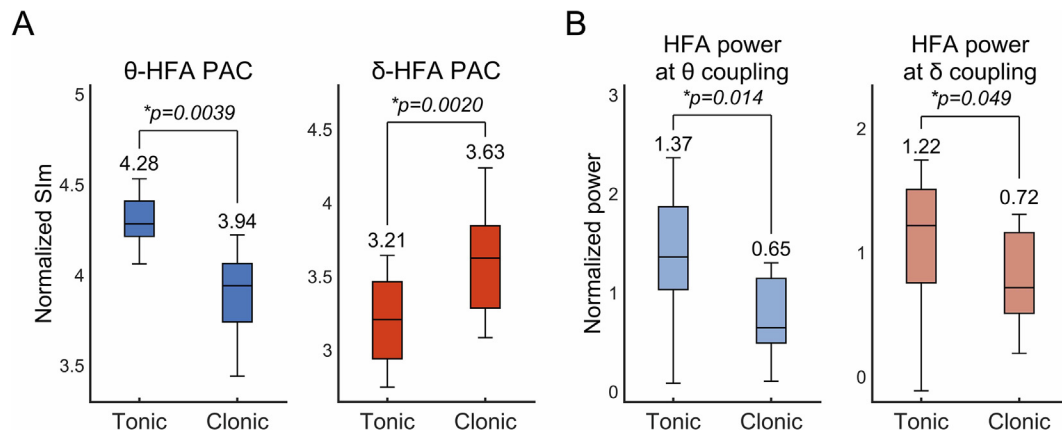 A
θ-HFA PAC
*p=0.0039
Normalized SIm
5
4.5
4
3.5
4.28
3.94
Tonic
Clonic
δ-HFA PAC
*p=0.0020
4.5
4
3.5
3
3.21
3.63
Tonic
Clonic
B
HFA power
at θ coupling
*p=0.014
Normalized power
3
2
1
0
1.37
0.65
Tonic
Clonic
HFA power
at δ coupling
*p=0.049
2
1
0
1.22
0.72
Tonic
Clonic